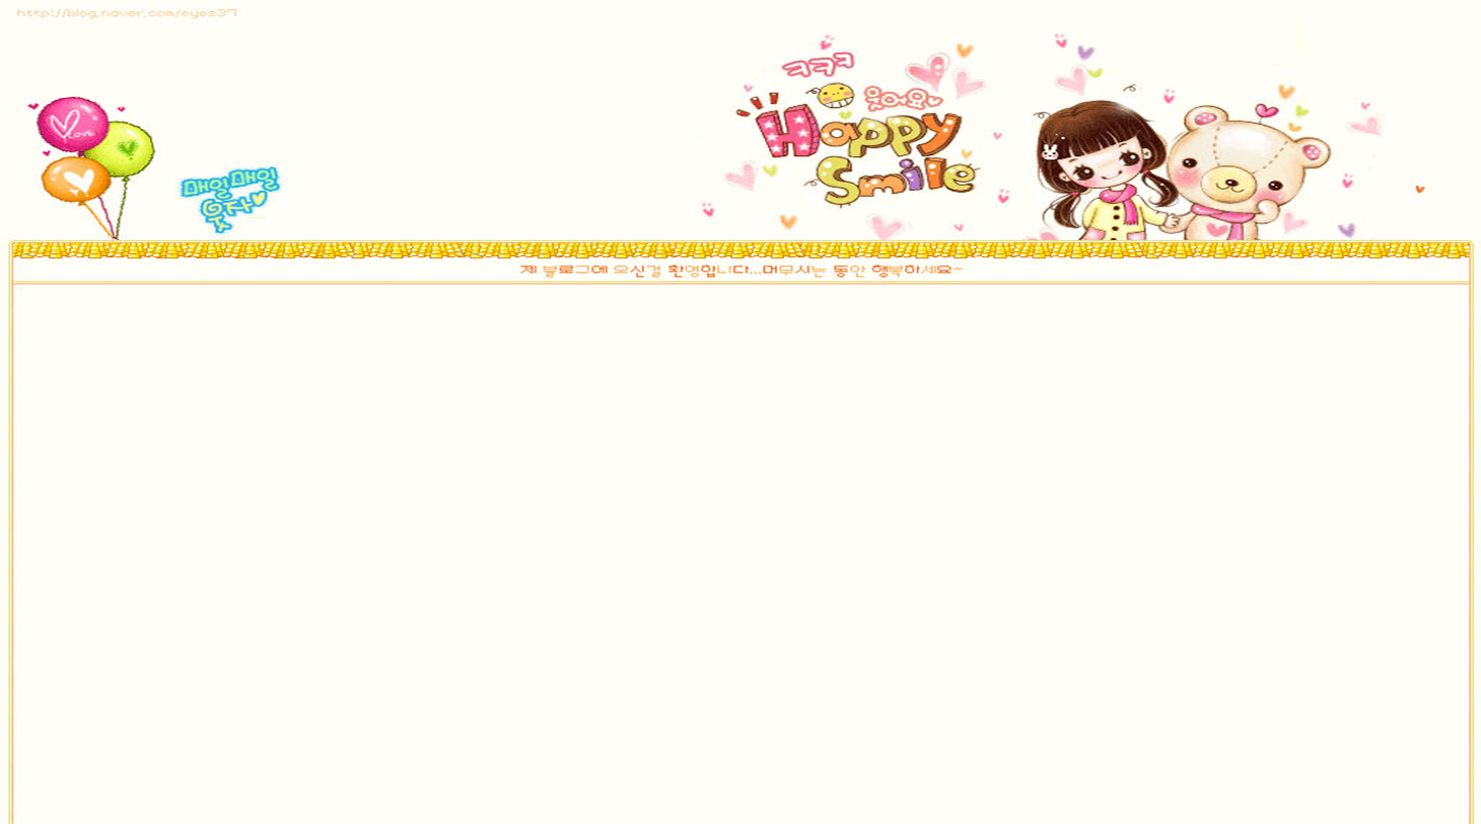 http://blog.naver.com/eyes37
ㅋㅋㅋ
웃어요
Happy
Smile
Love
매일매일
웃자
제 블로그에 오신걸 환영합니다...머무시는 동안 행복하세요~